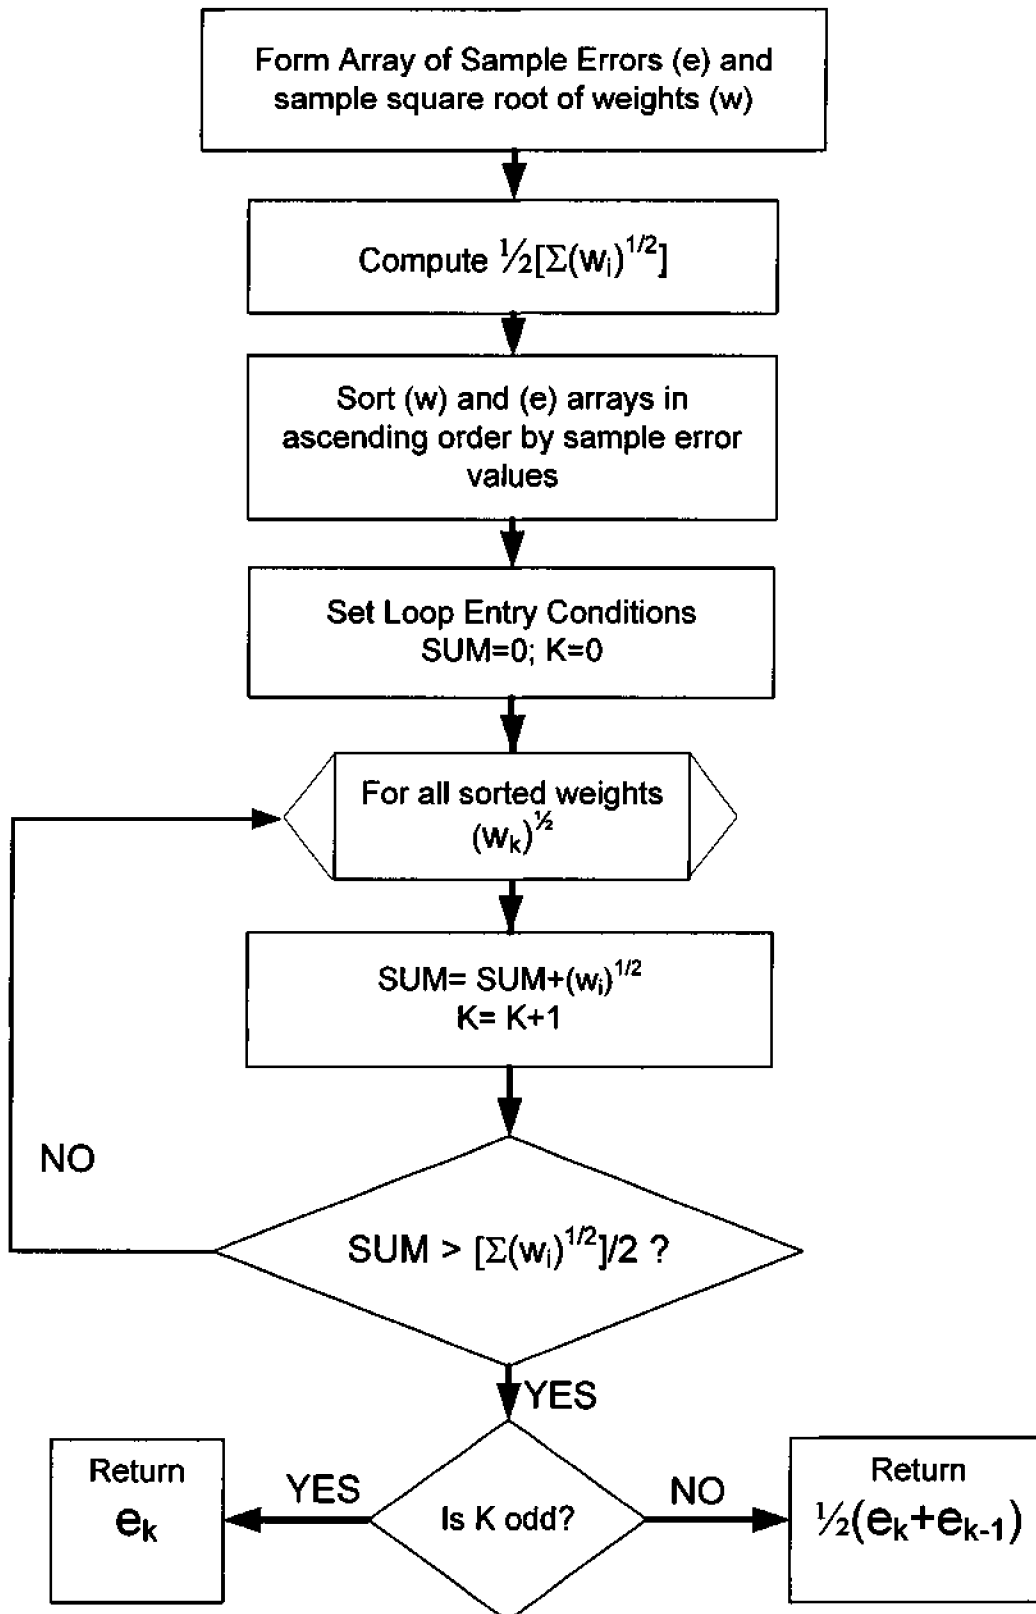 Form Array of Sample Errors (e) and
sample square root of weights (w)
Compute ½[Σ(wᵢ)^1/2]
Sort (w) and (e) arrays in
ascending order by sample error
values
Set Loop Entry Conditions
SUM=0; K=0
For all sorted weights
(wₖ)^½
SUM= SUM+(wᵢ)^1/2
K= K+1
NO
SUM > [Σ(wᵢ)^1/2]/2 ?
YES
Return
eₖ
YES
Is K odd?
NO
Return
½(eₖ+eₖ₋₁)